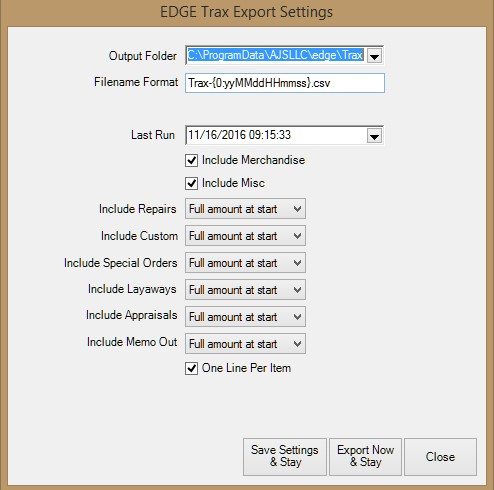 EDGE Trax Export Settings
Output Folder C:\ProgramData\AJSLLC\edge\Trax
Filename Format Trax-{0:yyMMddHHmmss}.csv
Last Run 11/16/2016 09:15:33
Include Merchandise
Include Misc
Include Repairs Full amount at start
Include Custom Full amount at start
Include Special Orders Full amount at start
Include Layaways Full amount at start
Include Appraisals Full amount at start
Include Memo Out Full amount at start
One Line Per Item
Save Settings
& Stay
Export Now
& Stay
Close